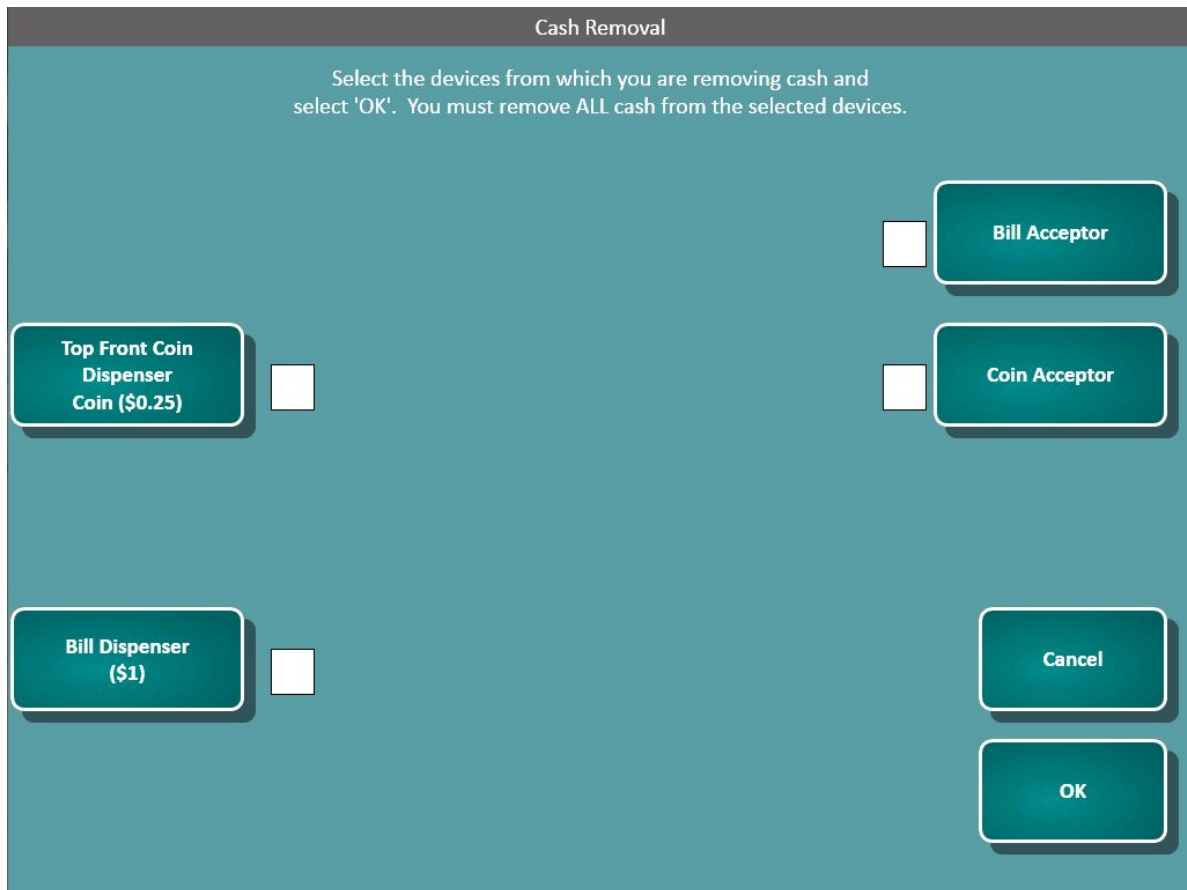 Cash Removal
Select the devices from which you are removing cash and
select 'OK'.  You must remove ALL cash from the selected devices.
Bill Acceptor
Top Front Coin
Dispenser
Coin ($0.25)
Coin Acceptor
Bill Dispenser
($1)
Cancel
OK